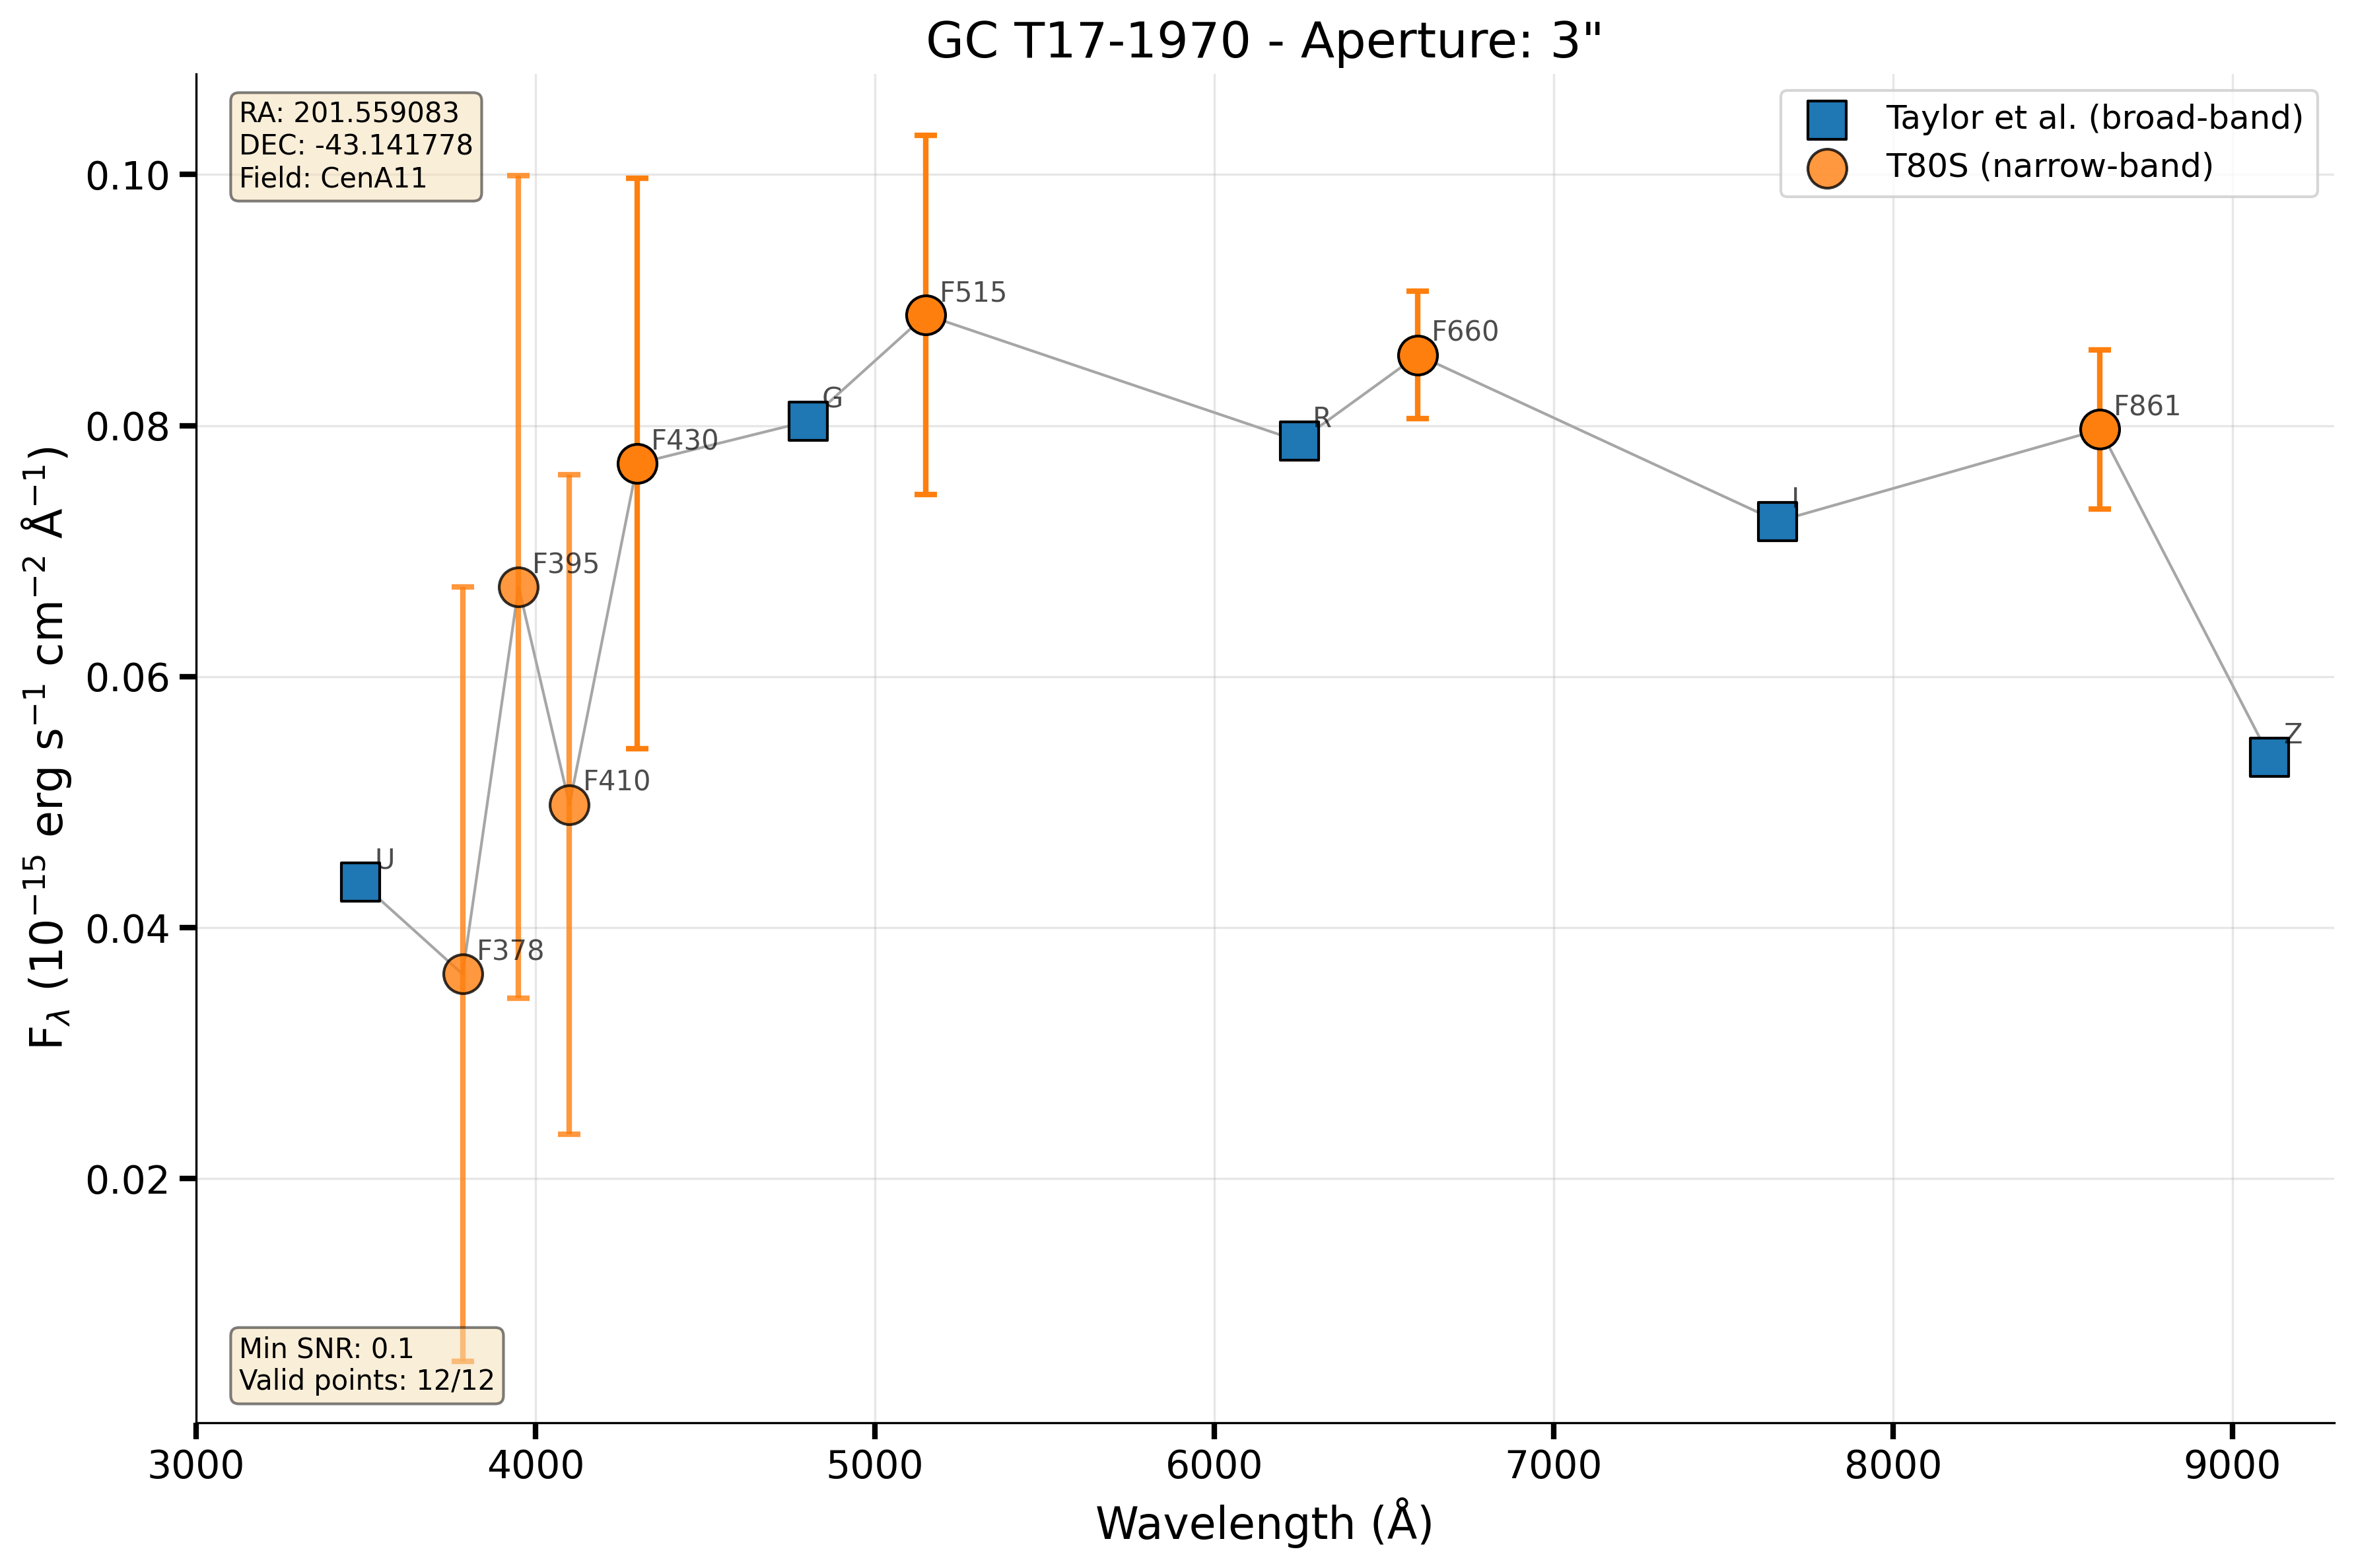 GC T17-1970 - Aperture: 3"
RA: 201.559083
DEC: -43.141778
Field: CenA11
Taylor et al. (broad-band)
T80S (narrow-band)
F_λ (10⁻¹⁵ erg s⁻¹ cm⁻² Å⁻¹)
0.10
0.08
0.06
0.04
0.02
U
F378
F395
F410
F430
G
F515
R
F660
I
F861
Z
Min SNR: 0.1
Valid points: 12/12
3000 4000 5000 6000 7000 8000 9000
Wavelength (Å)